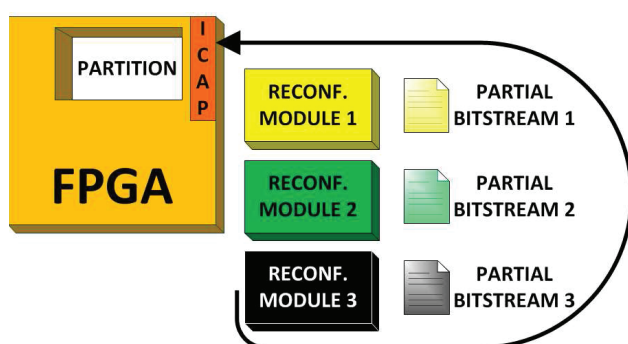 PARTITION
ICAP
FPGA
RECONF.
MODULE 1
PARTIAL
BITSTREAM 1
RECONF.
MODULE 2
PARTIAL
BITSTREAM 2
RECONF.
MODULE 3
PARTIAL
BITSTREAM 3